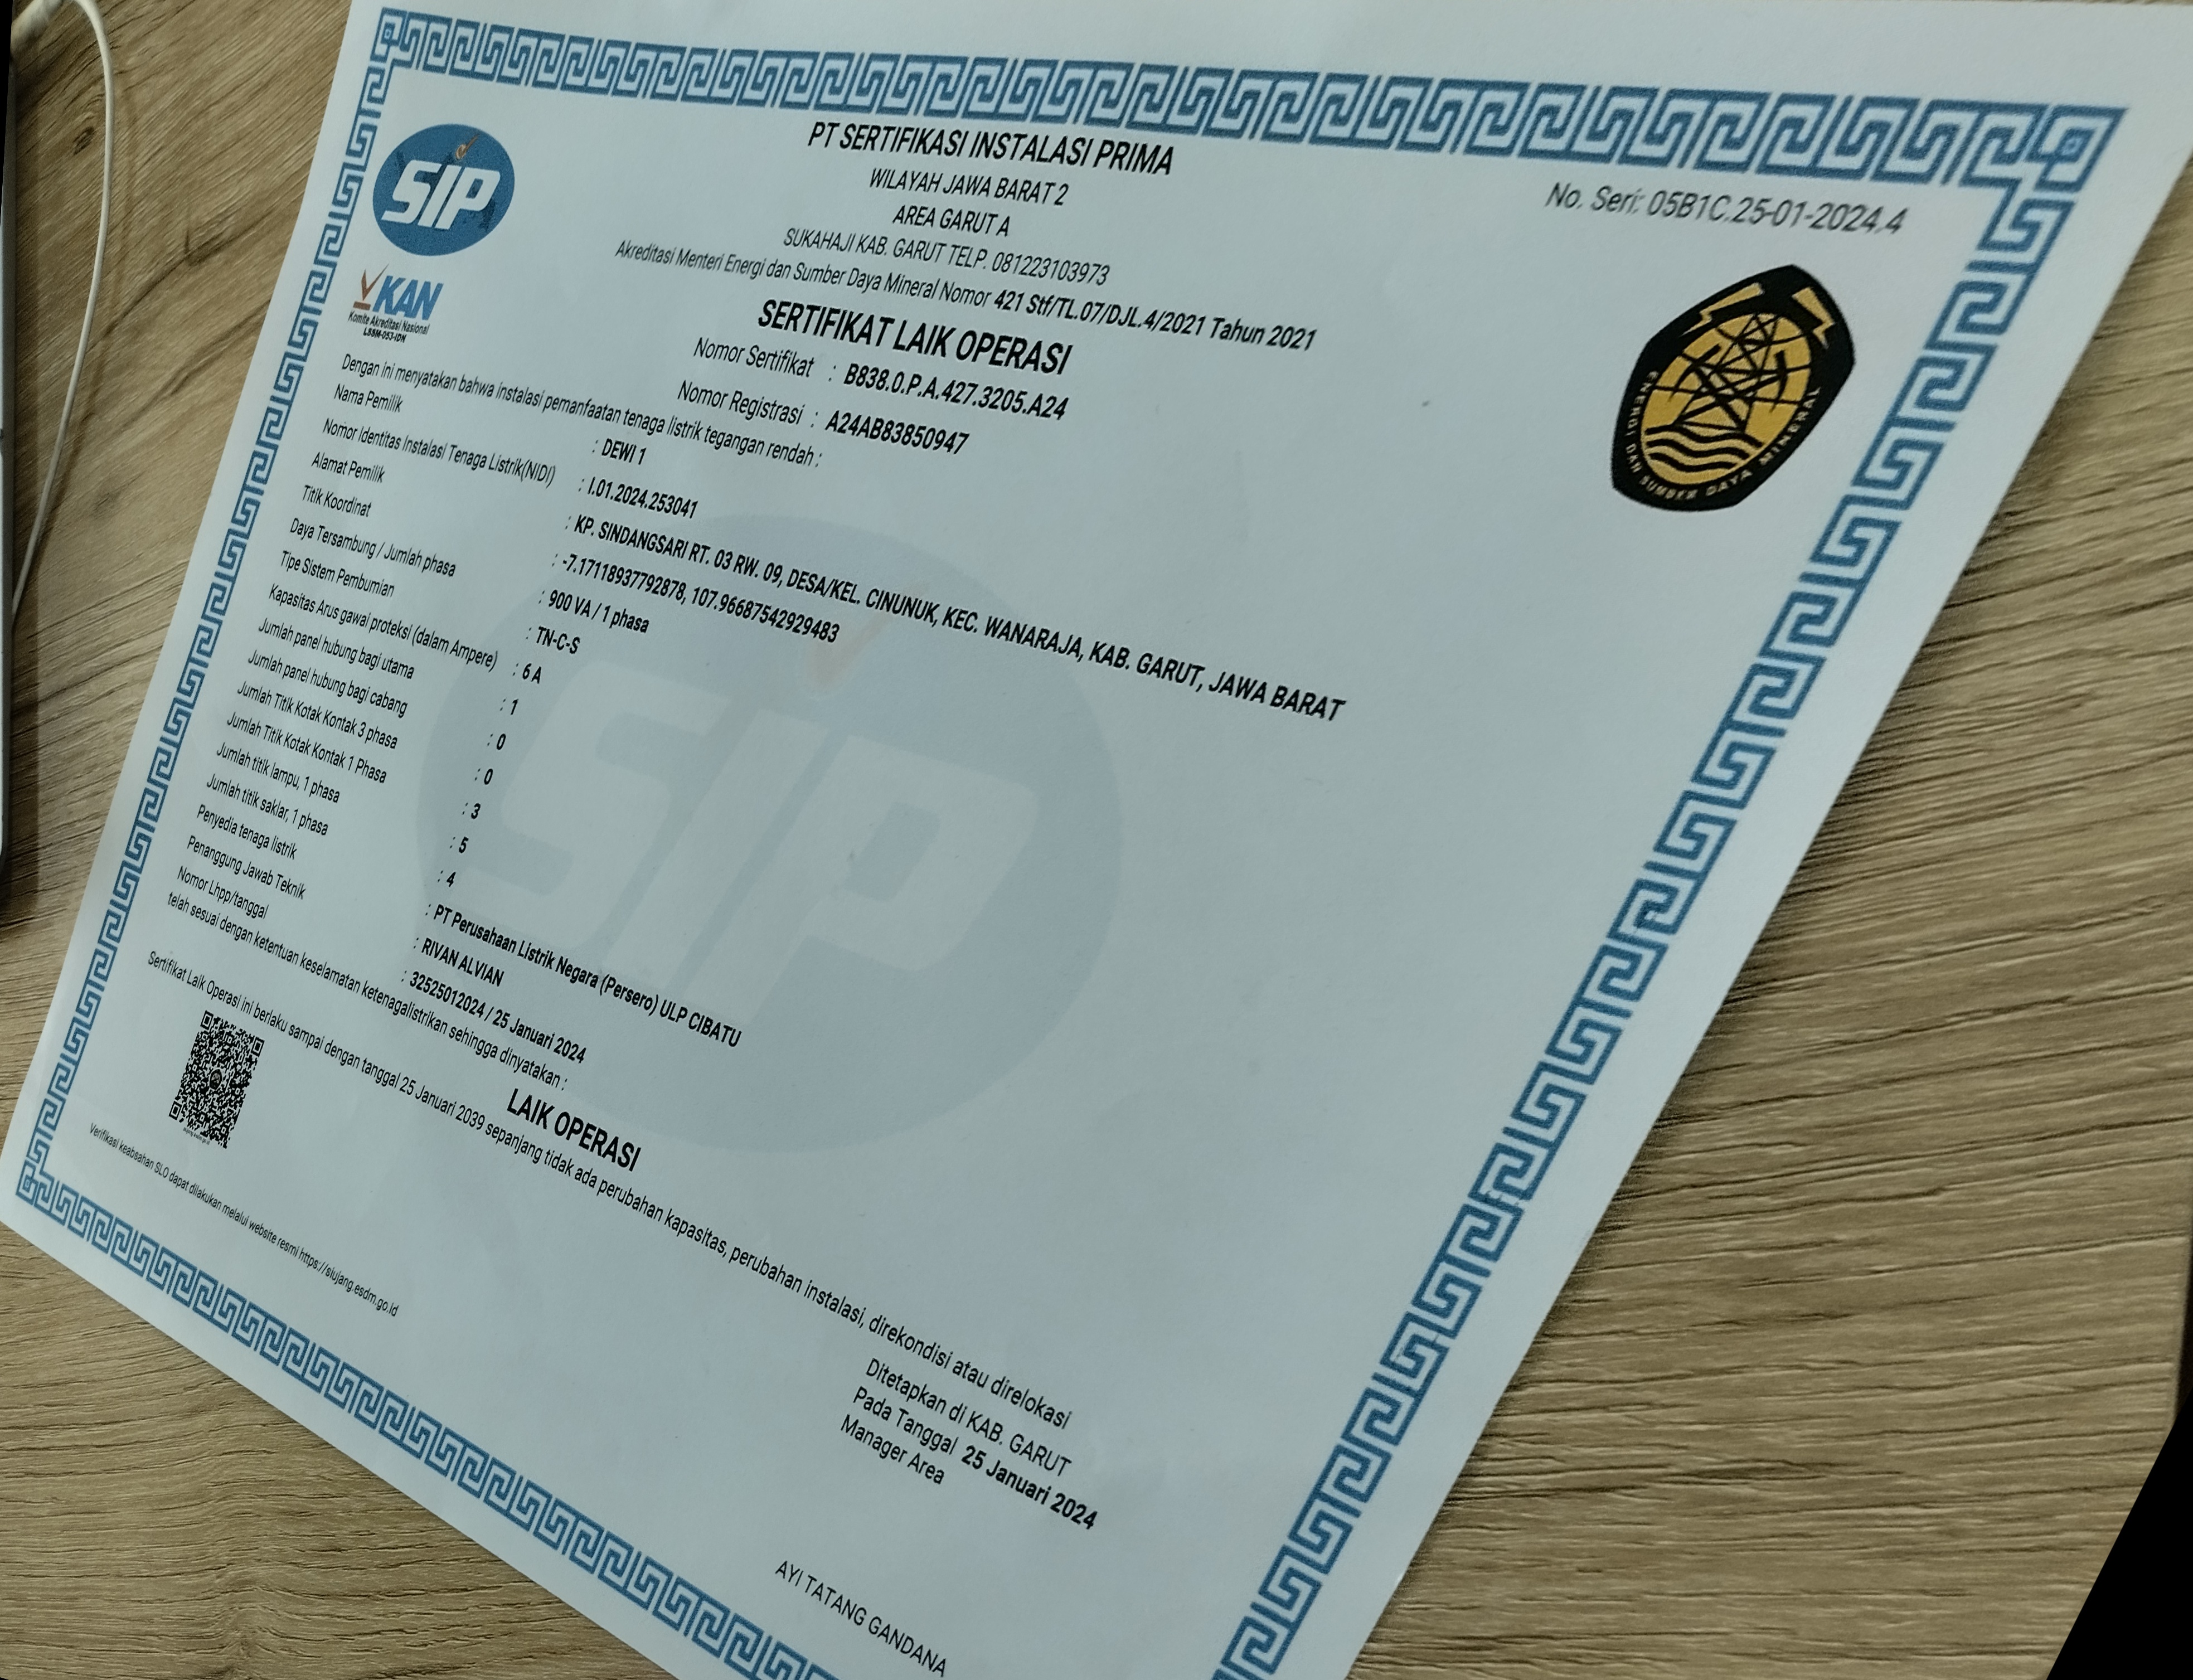 SIP
KAN
Komite Akreditasi Nasional
LSSM-053-IDN
PT SERTIFIKASI INSTALASI PRIMA
WILAYAH JAWA BARAT 2
AREA GARUT A
SUKAHAJI KAB. GARUT TELP. 081223103973
Akreditasi Menteri Energi dan Sumber Daya Mineral Nomor 421 Stf/TL.07/DJL.4/2021 Tahun 2021
No. Seri: 05B1C.25-01-2024.4
ENERGI DAN SUMBER DAYA MINERAL
SERTIFIKAT LAIK OPERASI
Nomor Sertifikat : B838.0.P.A.427.3205.A24
Nomor Registrasi : A24AB83850947
Dengan ini menyatakan bahwa instalasi pemanfaatan tenaga listrik tegangan rendah :
Nama Pemilik : DEWI 1
Nomor Identitas Instalasi Tenaga Listrik(NIDI) : I.01.2024.253041
Alamat Pemilik : KP. SINDANGSARI RT. 03 RW. 09, DESA/KEL. CINUNUK, KEC. WANARAJA, KAB. GARUT, JAWA BARAT
Titik Koordinat : -7.17118937792878, 107.96687542929483
Daya Tersambung / Jumlah phasa : 900 VA / 1 phasa
Tipe Sistem Pembumian : TN-C-S
Kapasitas Arus gawai proteksi (dalam Ampere) : 6 A
Jumlah panel hubung bagi utama : 1
Jumlah panel hubung bagi cabang : 0
Jumlah Titik Kotak Kontak 3 phasa : 0
Jumlah Titik Kotak Kontak 1 Phasa : 3
Jumlah titik lampu, 1 phasa : 5
Jumlah titik saklar, 1 phasa : 4
Penyedia tenaga listrik : PT Perusahaan Listrik Negara (Persero) ULP CIBATU
Penanggung Jawab Teknik : RIVAN ALVIAN
Nomor Lhpp/tanggal : 32525012024 / 25 Januari 2024
telah sesuai dengan ketentuan keselamatan ketenagalistrikan sehingga dinyatakan :
LAIK OPERASI
Sertifikat Laik Operasi ini berlaku sampai dengan tanggal 25 Januari 2039 sepanjang tidak ada perubahan kapasitas, perubahan instalasi, direkondisi atau direlokasi
Verifikasi keabsahan SLO dapat dilakukan melalui website resmi https://slujang.esdm.go.id
Ditetapkan di KAB. GARUT
Pada Tanggal 25 Januari 2024
Manager Area
AYI TATANG GANDANA